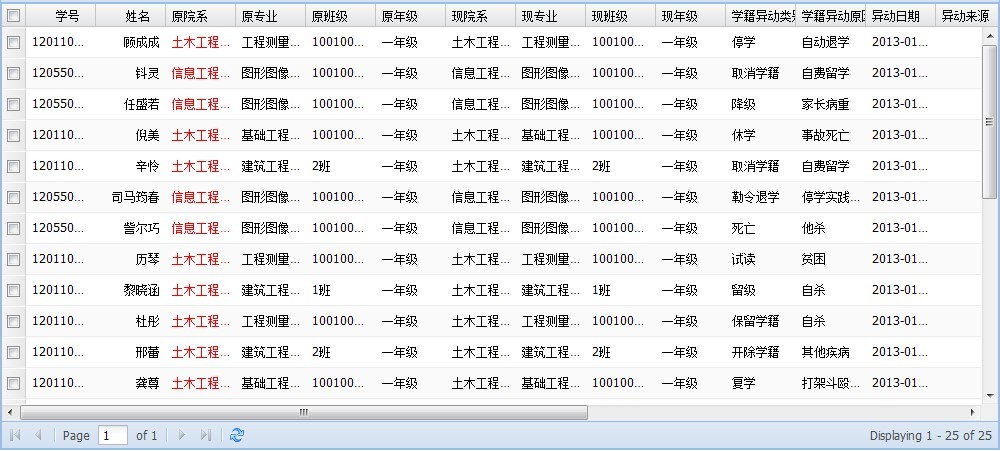 学号 姓名 原院系 原专业 原班级 原年级 现院系 现专业 现班级 现年级 学籍异动类 学籍异动原 异动日期 异动来源
120110... 顾成成 土木工程... 工程测量... 100100... 一年级 土木工程... 工程测量... 100100... 一年级 停学 自动退学 2013-01...
120550... 钭灵 信息工程... 图形图像... 100100... 一年级 信息工程... 图形图像... 100100... 一年级 取消学籍 自费留学 2013-01...
120550... 任盛若 信息工程... 图形图像... 100100... 一年级 信息工程... 图形图像... 100100... 一年级 降级 家长病重 2013-01...
120110... 倪美 土木工程... 基础工程... 100100... 一年级 土木工程... 基础工程... 100100... 一年级 休学 事故死亡 2013-01...
120110... 辛怜 土木工程... 建筑工程... 2班 一年级 土木工程... 建筑工程... 2班 一年级 取消学籍 自费留学 2013-01...
120550... 司马筠春 信息工程... 图形图像... 100100... 一年级 信息工程... 图形图像... 100100... 一年级 勒令退学 停学实践... 2013-01...
120550... 訾尔巧 信息工程... 图形图像... 100100... 一年级 信息工程... 图形图像... 100100... 一年级 死亡 他杀 2013-01...
120110... 历琴 土木工程... 工程测量... 100100... 一年级 土木工程... 工程测量... 100100... 一年级 试读 贫困 2013-01...
120110... 黎晓涵 土木工程... 建筑工程... 1班 一年级 土木工程... 建筑工程... 1班 一年级 留级 自杀 2013-01...
120110... 杜彤 土木工程... 工程测量... 100100... 一年级 土木工程... 工程测量... 100100... 一年级 保留学籍 自杀 2013-01...
120110... 邢蕾 土木工程... 建筑工程... 2班 一年级 土木工程... 建筑工程... 2班 一年级 开除学籍 其他疾病 2013-01...
120110... 龚尊 土木工程... 基础工程... 100100... 一年级 土木工程... 基础工程... 100100... 一年级 复学 打架斗殴... 2013-01...
Page 1 of 1 Displaying 1 - 25 of 25